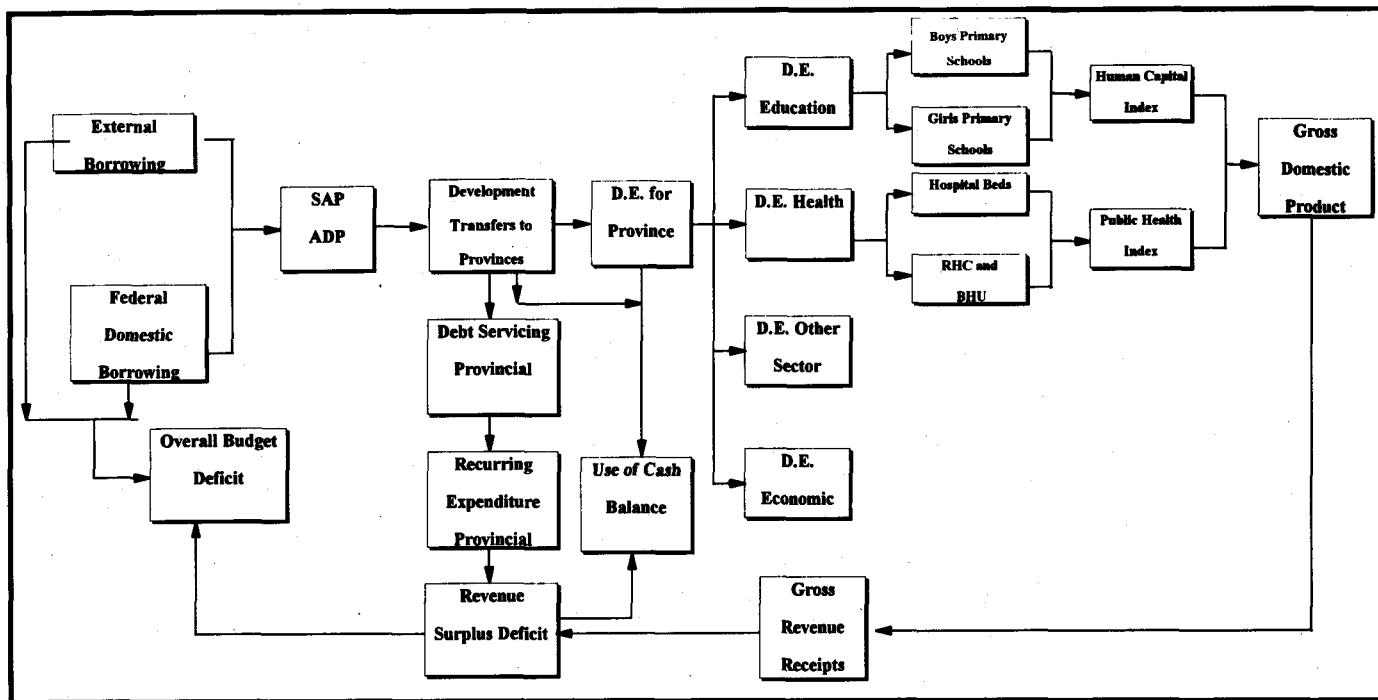 External
Borrowing
Federal
Domestic
Borrowing
Overall Budget
Deficit
SAP
ADP
Development
Transfers to
Provinces
Debt Servicing
Provincial
Recurring
Expenditure
Provincial
Revenue
Surplus Deficit
D.E. for
Province
Use of Cash
Balance
D.E.
Education
D.E. Health
D.E. Other
Sector
D.E.
Economic
Boys Primary
Schools
Girls Primary
Schools
Hospital Beds
RHC and
BHU
Human Capital
Index
Public Health
Index
Gross
Domestic
Product
Gross
Revenue
Receipts